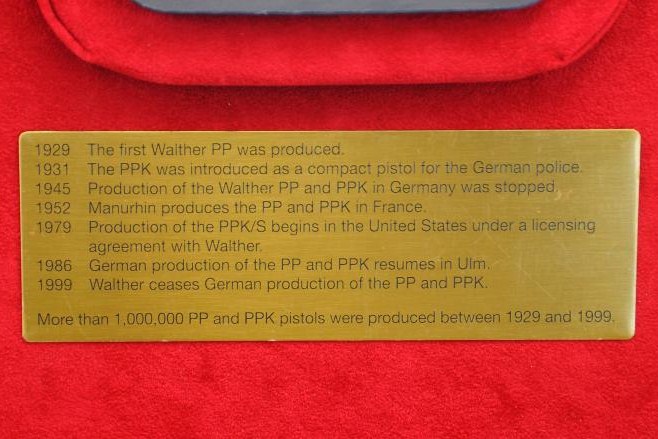 1929 The first Walther PP was produced.
1931 The PPK was introduced as a compact pistol for the German police.
1945 Production of the Walther PP and PPK in Germany was stopped.
1952 Manurhin produces the PP and PPK in France.
1979 Production of the PPK/S begins in the United States under a licensing
agreement with Walther.
1986 German production of the PP and PPK resumes in Ulm.
1999 Walther ceases German production of the PP and PPK.
More than 1,000,000 PP and PPK pistols were produced between 1929 and 1999.